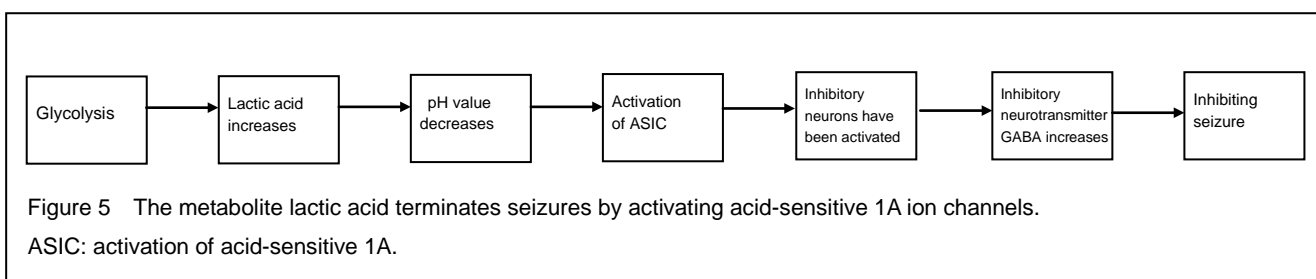 Glycolysis
Lactic acid
increases
pH value
decreases
Activation
of ASIC
Inhibitory
neurons have
been activated
Inhibitory
neurotransmitter
GABA increases
Inhibiting
seizure
Figure 5 The metabolite lactic acid terminates seizures by activating acid-sensitive 1A ion channels.
ASIC: activation of acid-sensitive 1A.